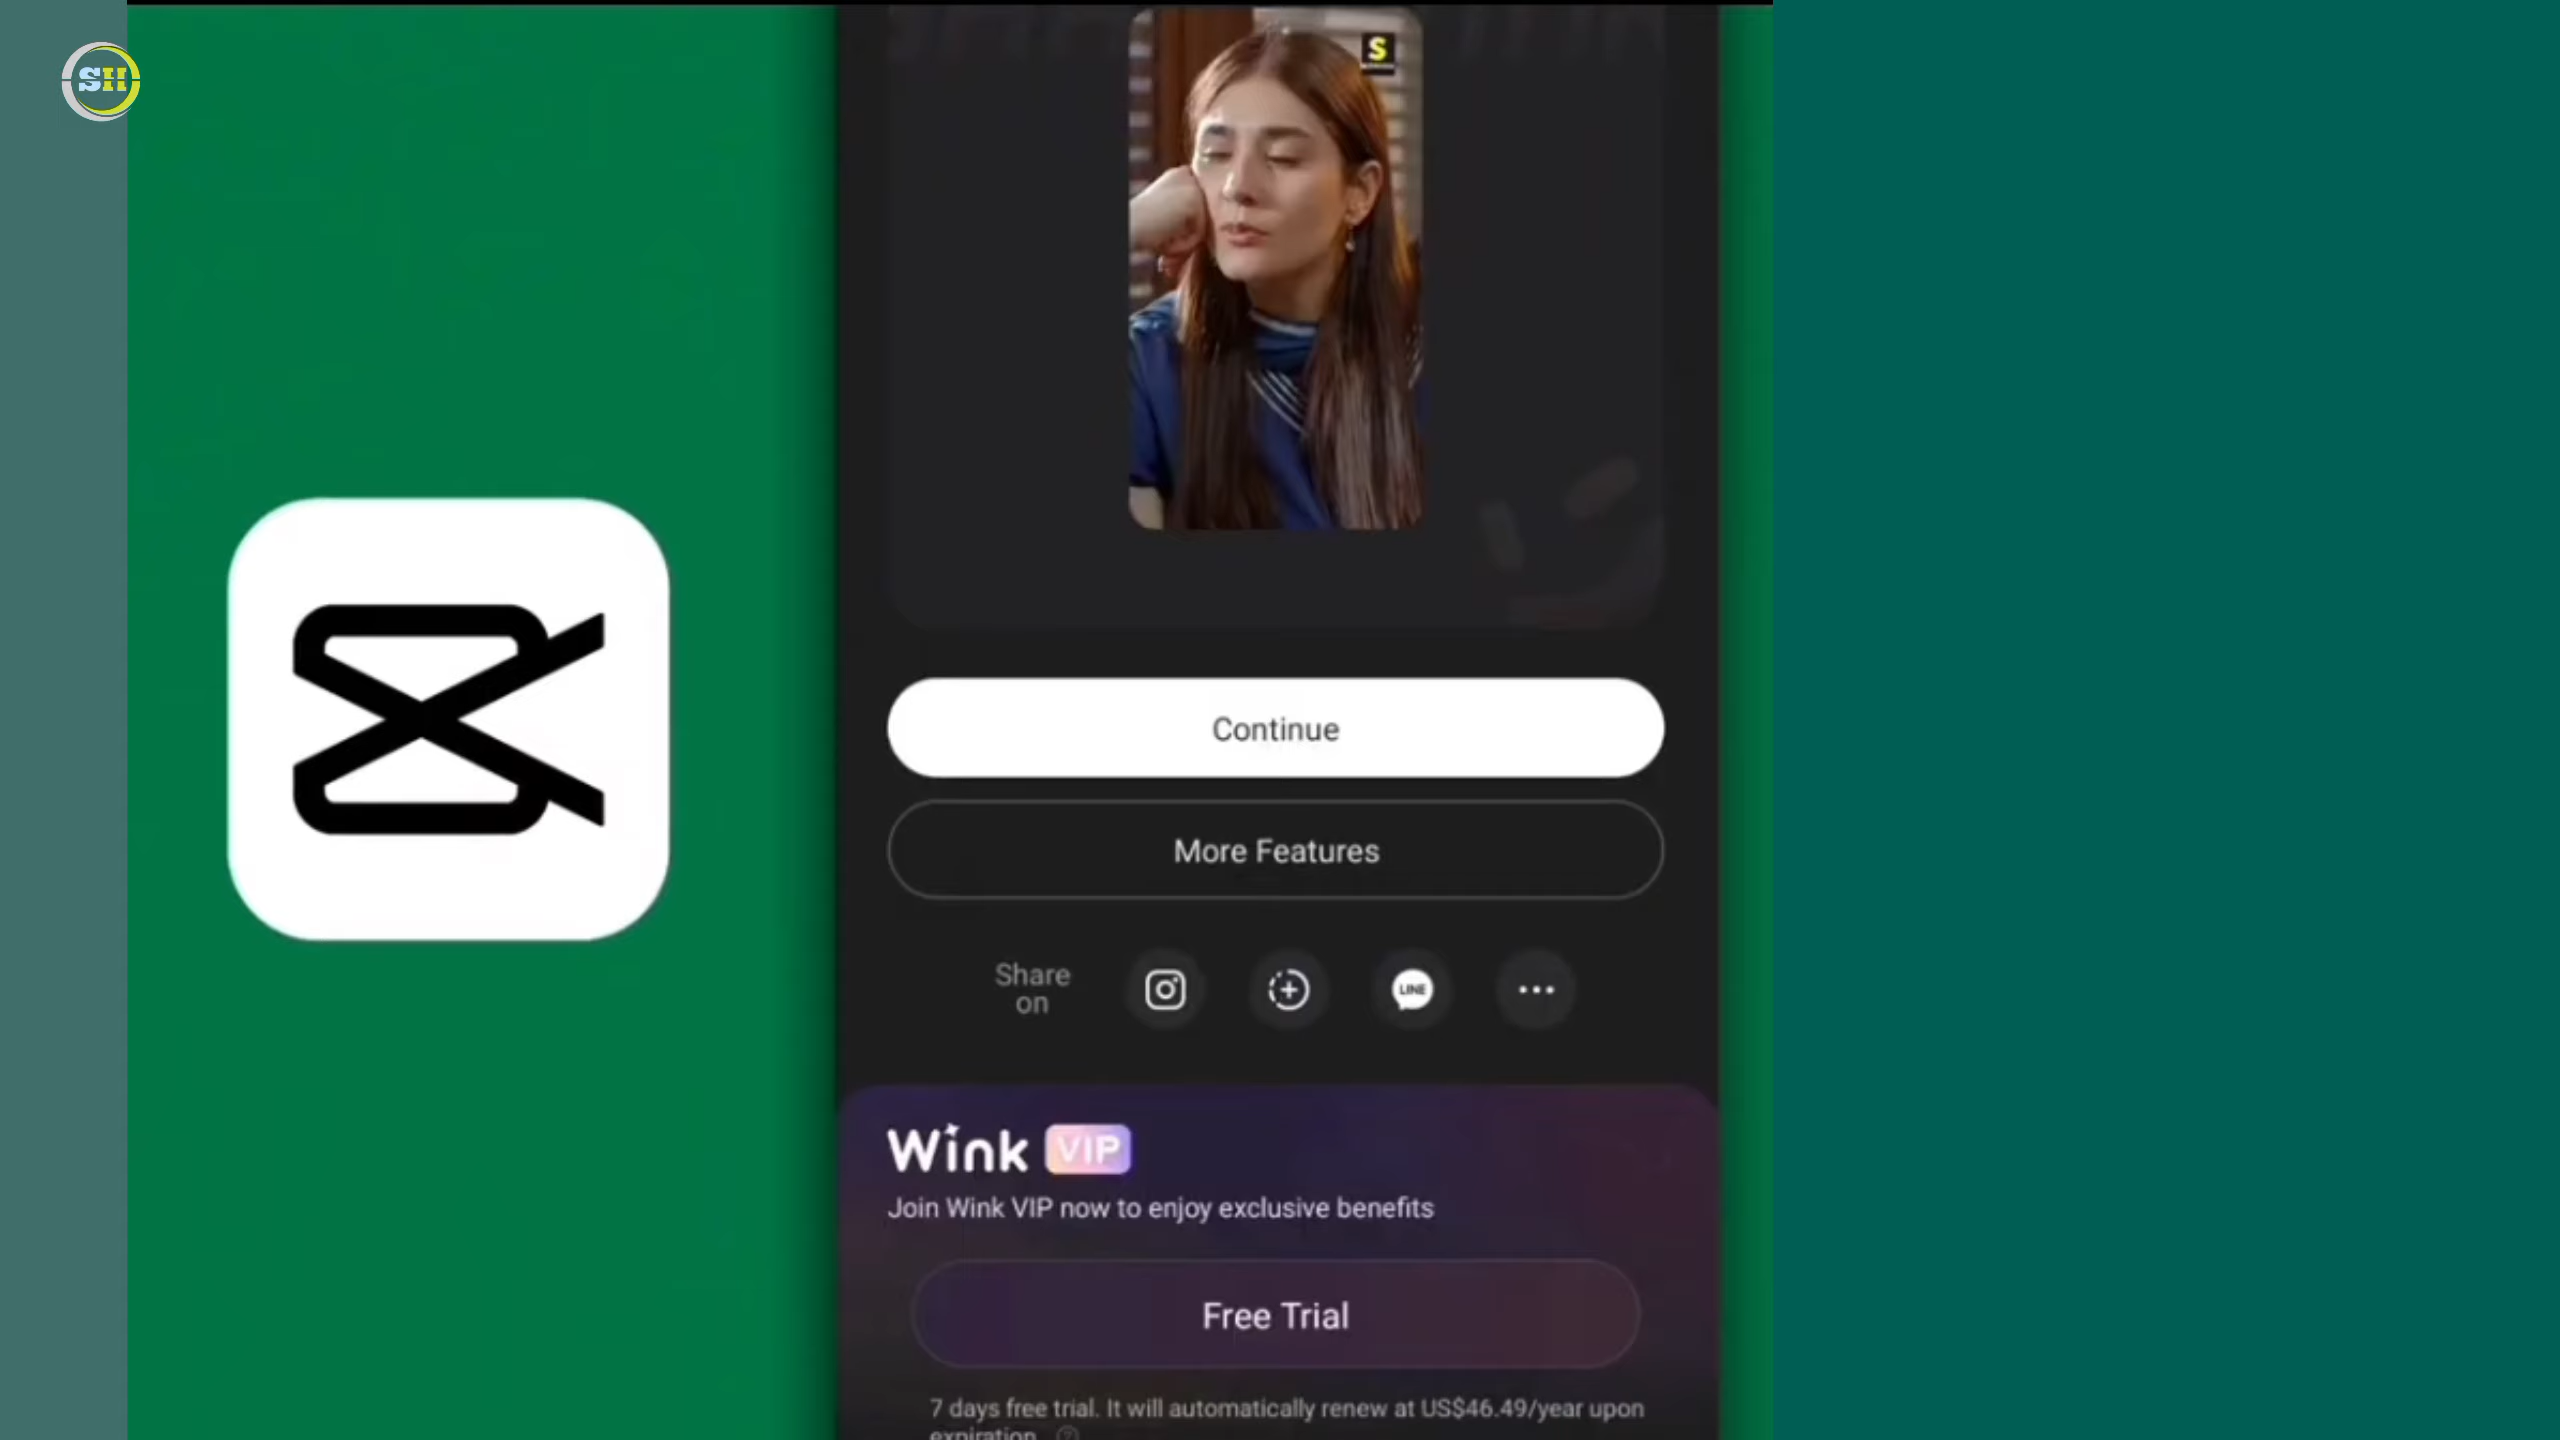 SH
S
Continue
More Features
Share
on
LINE
Wink VIP
Join Wink VIP now to enjoy exclusive benefits
Free Trial
7 days free trial. It will automatically renew at US$46.49/year upon
expiration.